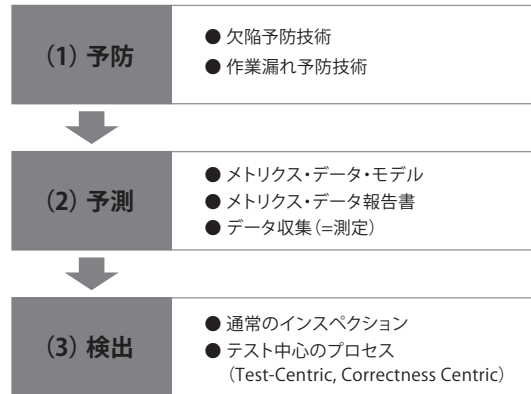 (1) 予防
● 欠陥予防技術
● 作業漏れ予防技術
(2) 予測
● メトリクス・データ・モデル
● メトリクス・データ報告書
● データ収集(=測定)
(3) 検出
● 通常のインスペクション
● テスト中心のプロセス
(Test-Centric, Correctness Centric)